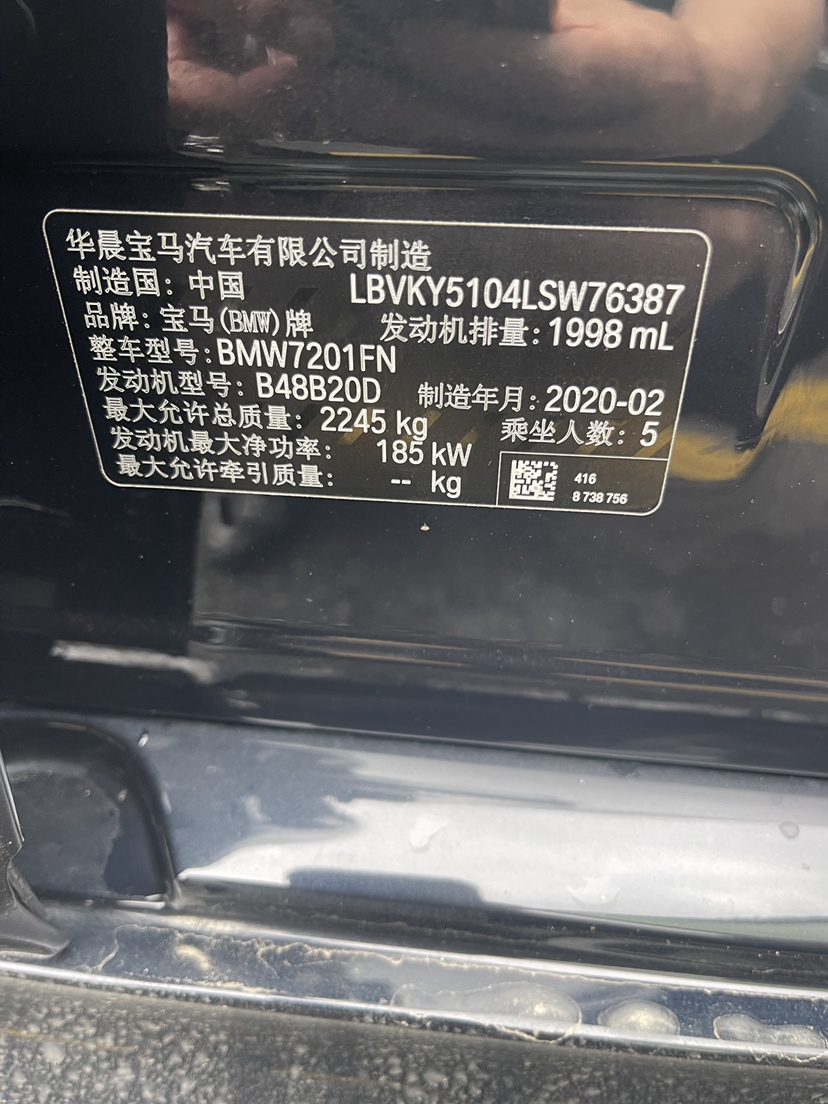 华晨宝马汽车有限公司制造
制造国：中国 LBVKY5104LSW76387
品牌：宝马(BMW)牌 发动机排量：1998 mL
整车型号：BMW7201FN
发动机型号：B48B20D 制造年月：2020-02
最大允许总质量：2245 kg 乘坐人数：5
发动机最大净功率：185 kW
最大允许牵引质量：-- kg
416
8 738 756